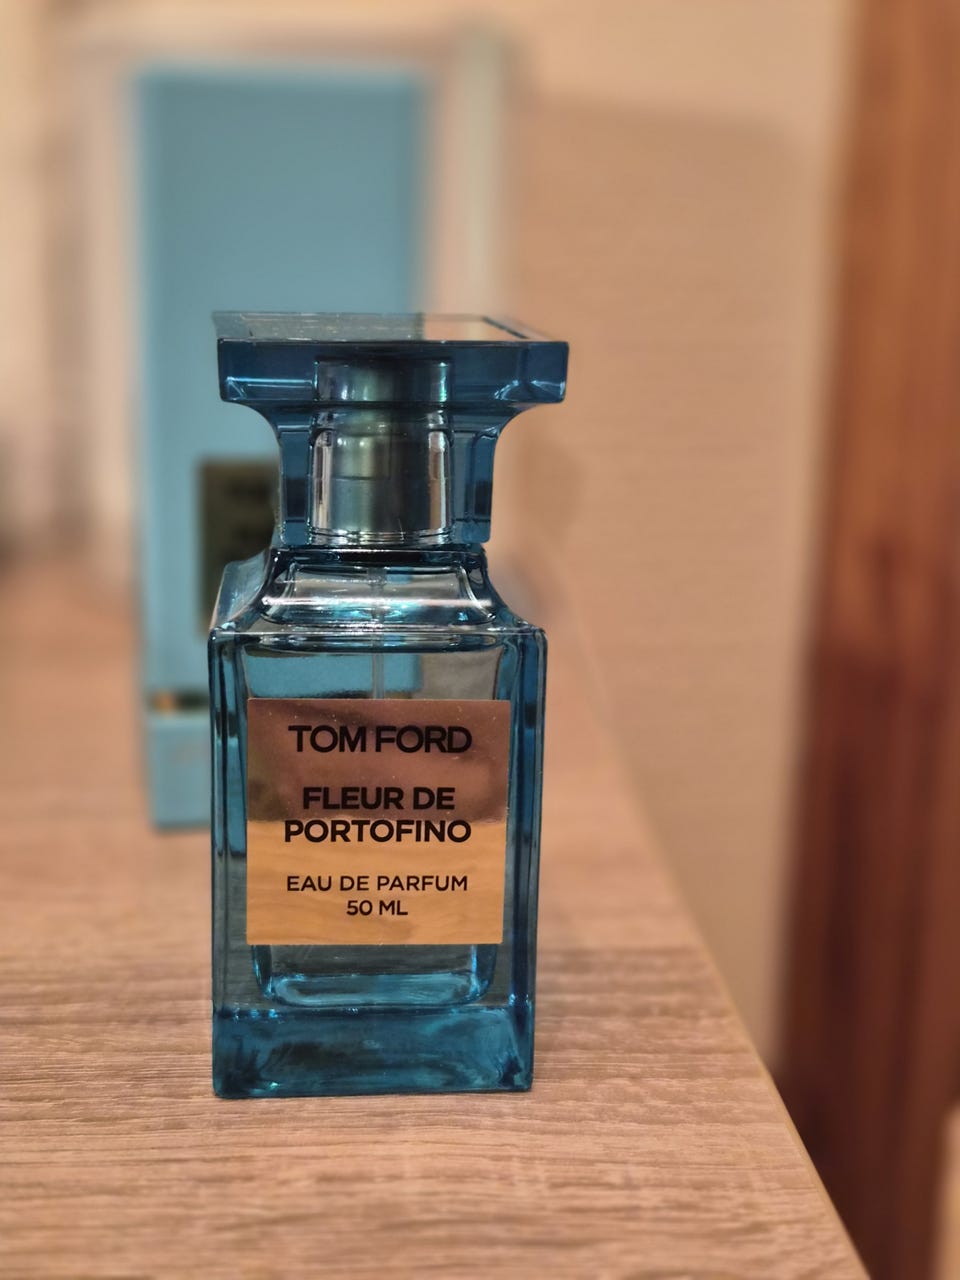 TOM FORD
FLEUR DE
PORTOFINO
EAU DE PARFUM
50 ML